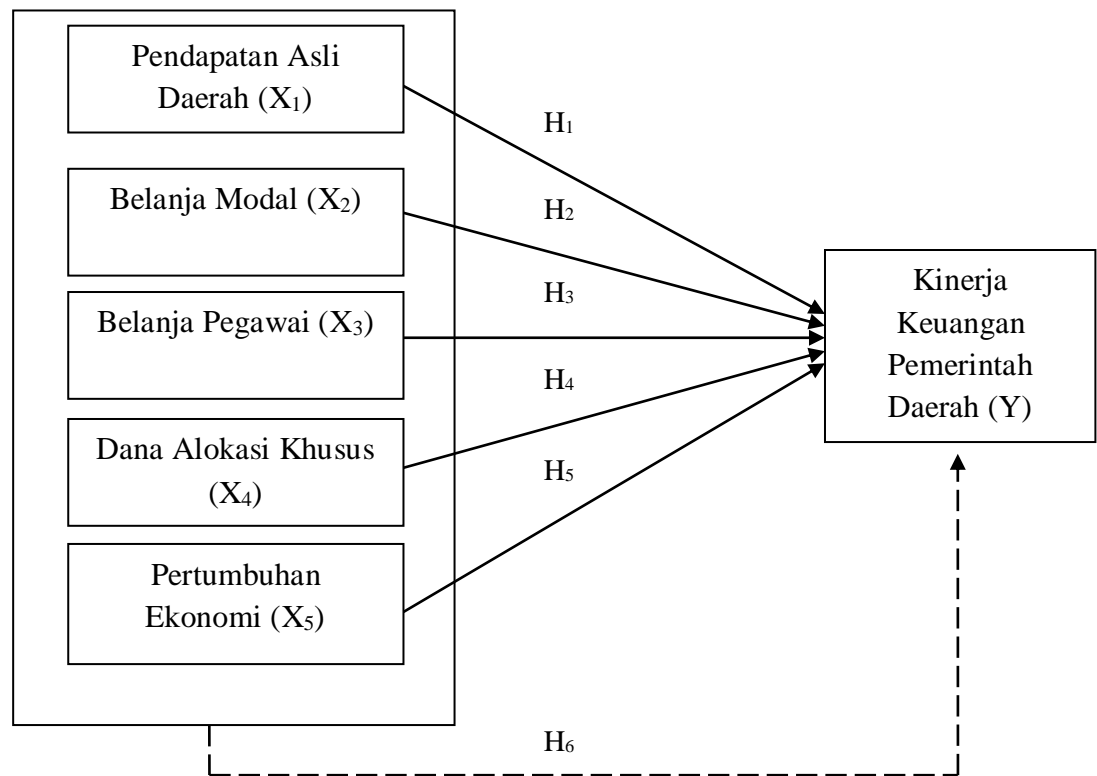 Pendapatan Asli
Daerah (X₁)
Belanja Modal (X₂)
Belanja Pegawai (X₃)
Dana Alokasi Khusus
(X₄)
Pertumbuhan
Ekonomi (X₅)
H₁
H₂
H₃
H₄
H₅
Kinerja
Keuangan
Pemerintah
Daerah (Y)
H₆